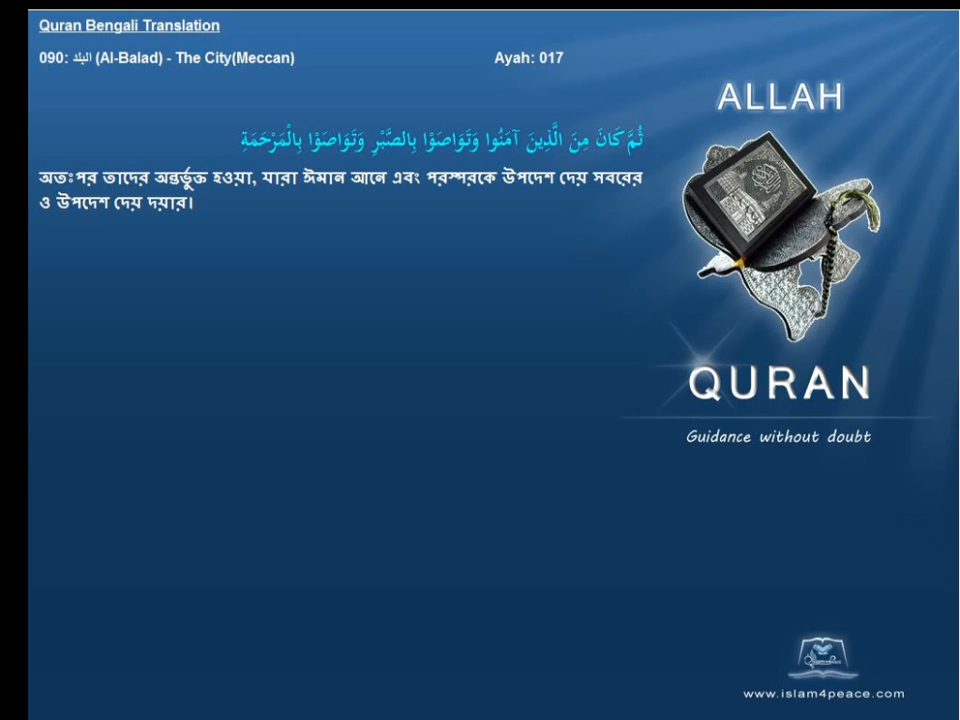 Quran Bengali Translation
090: البلد (Al-Balad) - The City(Meccan) Ayah: 017
ثُمَّ كَانَ مِنَ الَّذِينَ آمَنُوا وَتَوَاصَوْا بِالصَّبْرِ وَتَوَاصَوْا بِالْمَرْحَمَةِ
অতঃপর তাদের অন্তর্ভুক্ত হওয়া, যারা ঈমান আনে এবং পরস্পরকে উপদেশ দেয় সবরের
ও উপদেশ দেয় দয়ার।
ALLAH
QURAN
Guidance without doubt
www.islam4peace.com